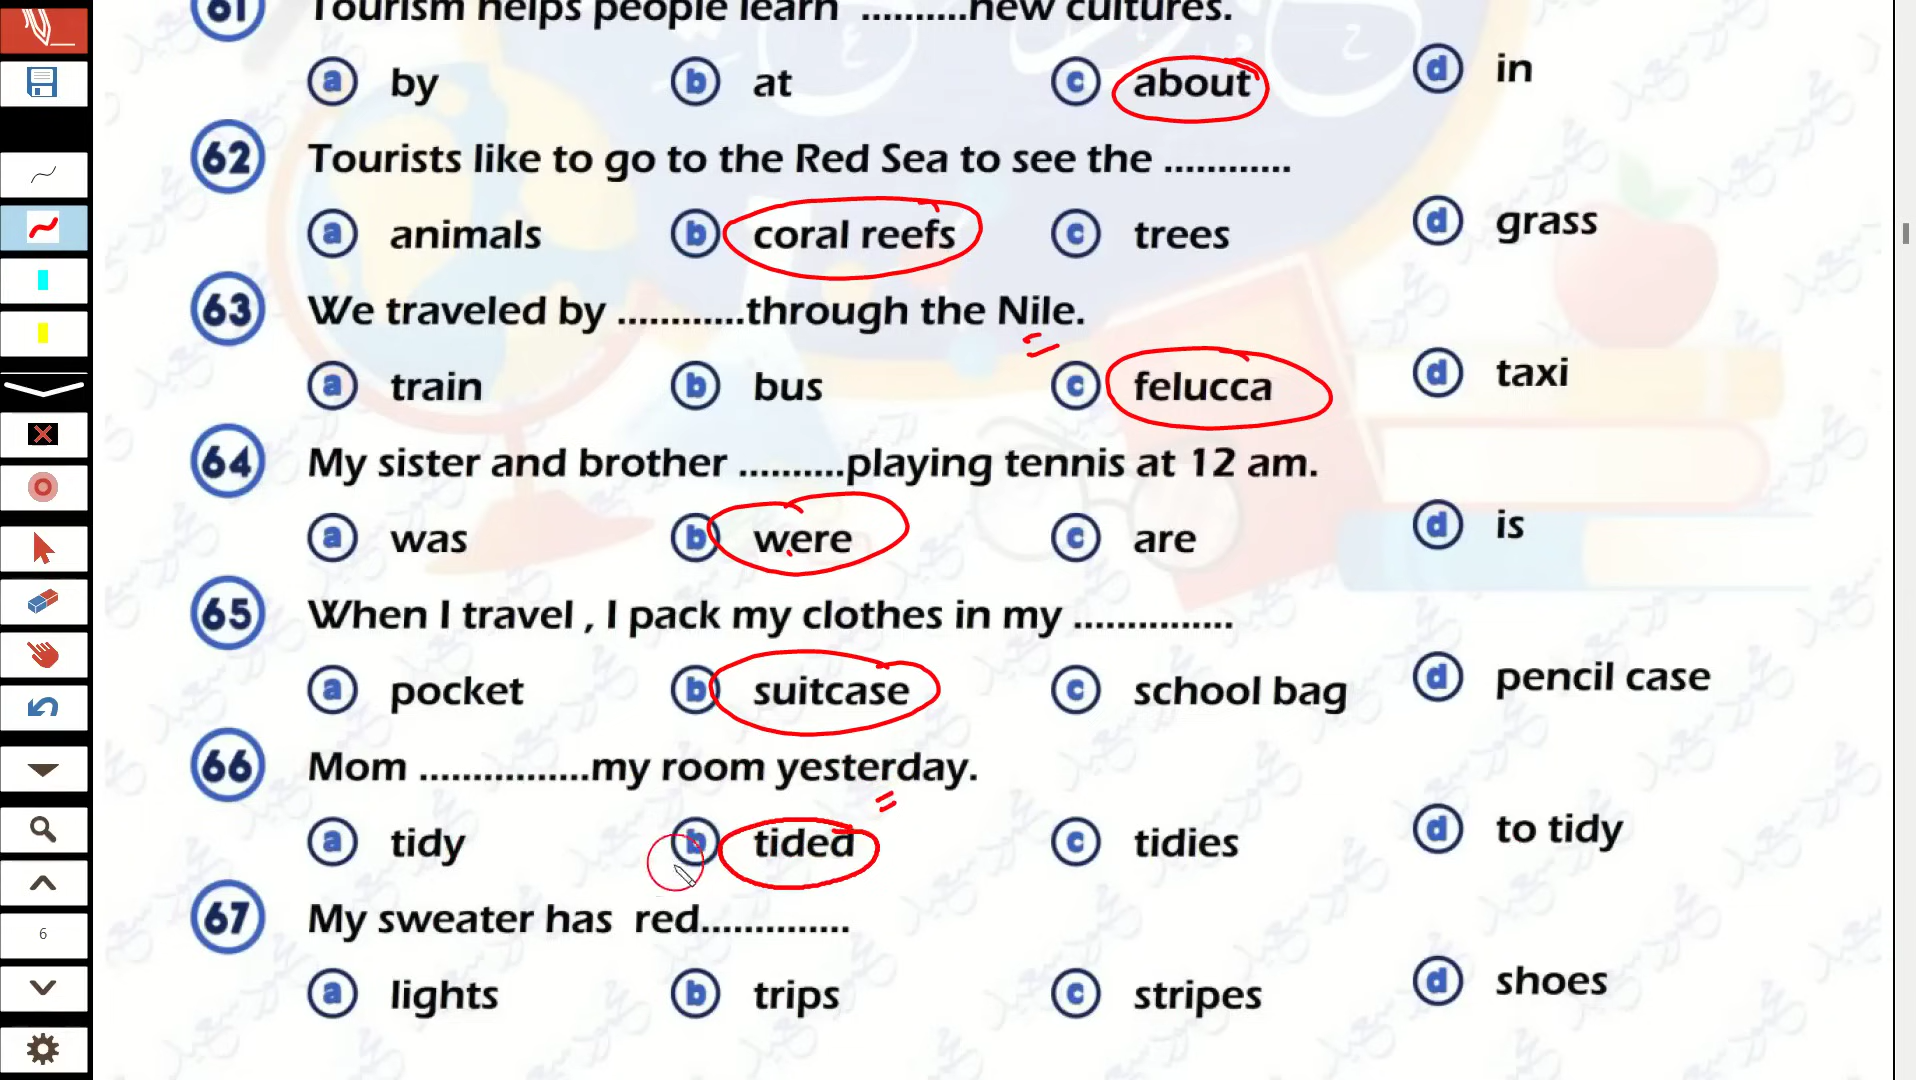 61 Tourism helps people learn ..........new cultures.
a by b at c about d in
62 Tourists like to go to the Red Sea to see the ............
a animals b coral reefs c trees d grass
63 We traveled by ............through the Nile.
a train b bus c felucca d taxi
64 My sister and brother ..........playing tennis at 12 am.
a was b were c are d is
65 When I travel , I pack my clothes in my ...............
a pocket b suitcase c school bag d pencil case
66 Mom ................my room yesterday.
a tidy b tided c tidies d to tidy
67 My sweater has red..............
a lights b trips c stripes d shoes
6